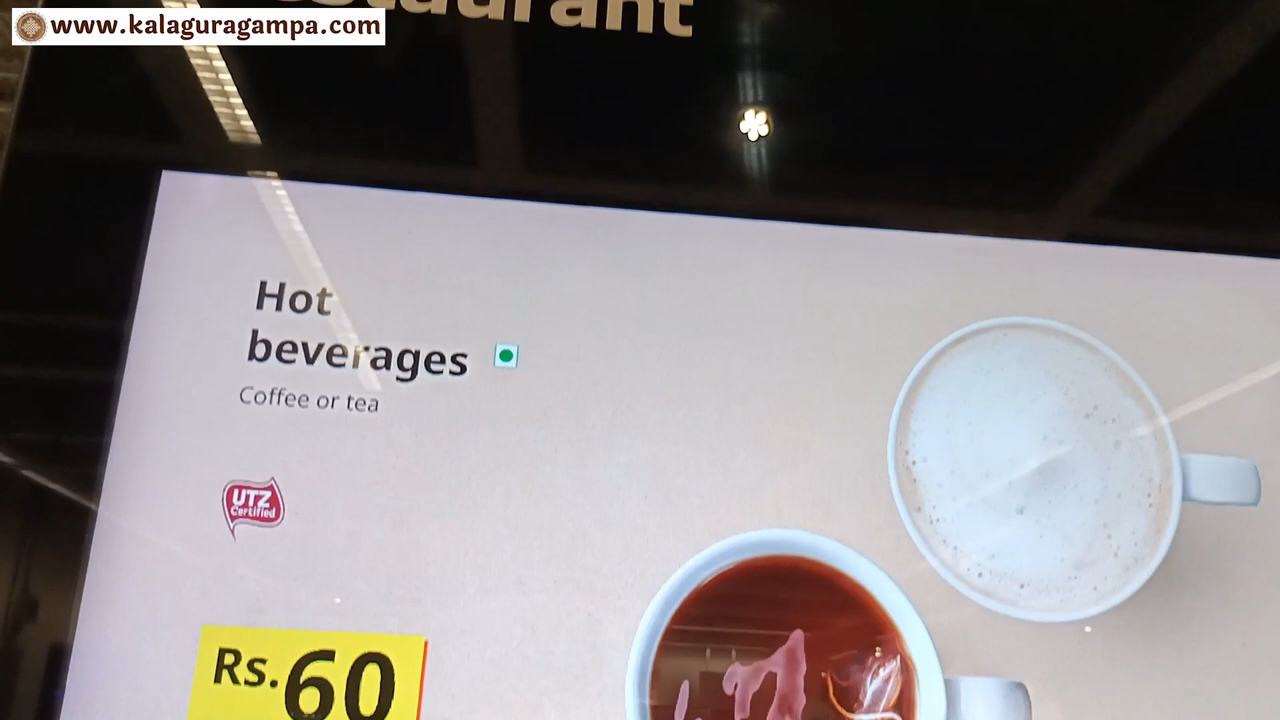 www.kalaguragampa.com
Hot
beverages
Coffee or tea
UTZ
Certified
Rs.60